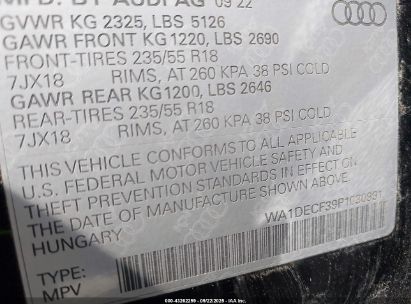 MFD. BY AUDI AG 09 22
GVWR KG 2325, LBS 5126
GAWR FRONT KG 1220, LBS 2690
FRONT-TIRES 235/55 R18
7JX18 RIMS, AT 260 KPA 38 PSI COLD
GAWR REAR KG1200, LBS 2646
REAR-TIRES 235/55 R18
7JX18 RIMS, AT 260 KPA 38 PSI COLD
THIS VEHICLE CONFORMS TO ALL APPLICABLE
U.S. FEDERAL MOTOR VEHICLE SAFETY AND
THEFT PREVENTION STANDARDS IN EFFECT ON
THE DATE OF MANUFACTURE SHOWN ABOVE.
HUNGARY
TYPE:
MPV